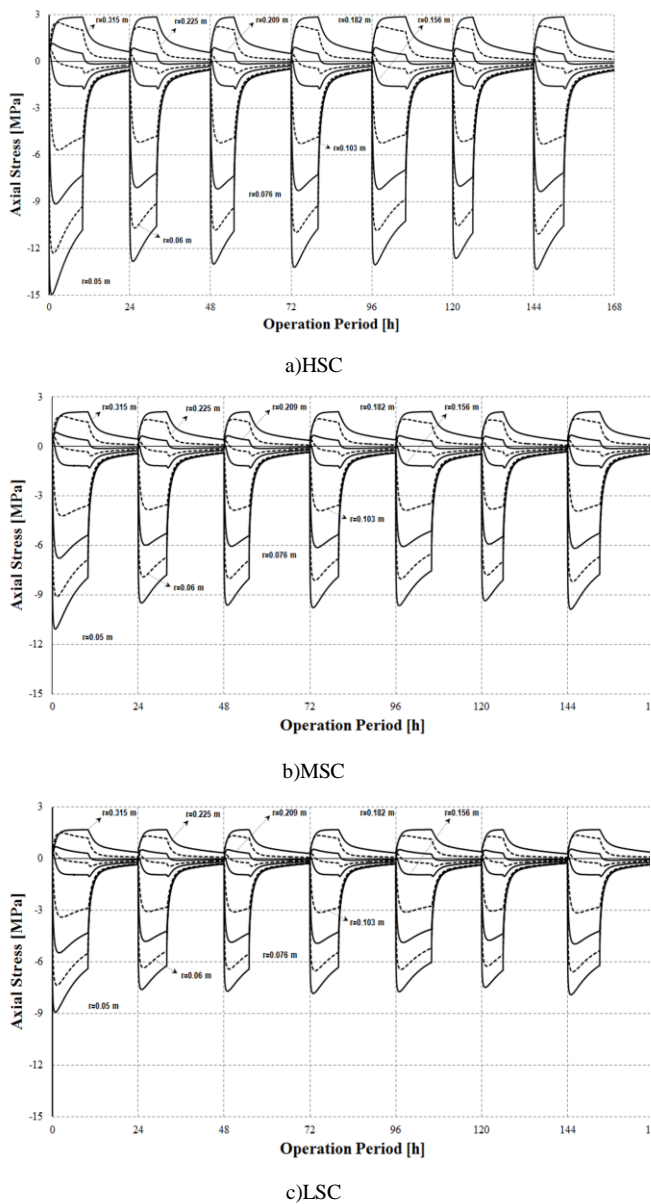 3
r=0.315 m
r=0.225 m
r=0.209 m
r=0.182 m
r=0.156 m
0
-3
-6
r=0.103 m
-9
r=0.076 m
-12
r=0.06 m
-15
r=0.05 m
Axial Stress [MPa]
0 24 48 72 96 120 144 168
Operation Period [h]
a)HSC
3
r=0.315 m
r=0.225 m
r=0.209 m
r=0.182 m
r=0.156 m
0
-3
r=0.103 m
-6
r=0.076 m
-9
r=0.06 m
-12
r=0.05 m
-15
Axial Stress [MPa]
0 24 48 72 96 120 144
Operation Period [h]
b)MSC
3
r=0.315 m
r=0.225 m
r=0.209 m
r=0.182 m
r=0.156 m
0
-3
r=0.103 m
-6
r=0.076 m
r=0.06 m
-9
r=0.05 m
-12
-15
Axial Stress [MPa]
0 24 48 72 96 120 144
Operation Period [h]
c)LSC